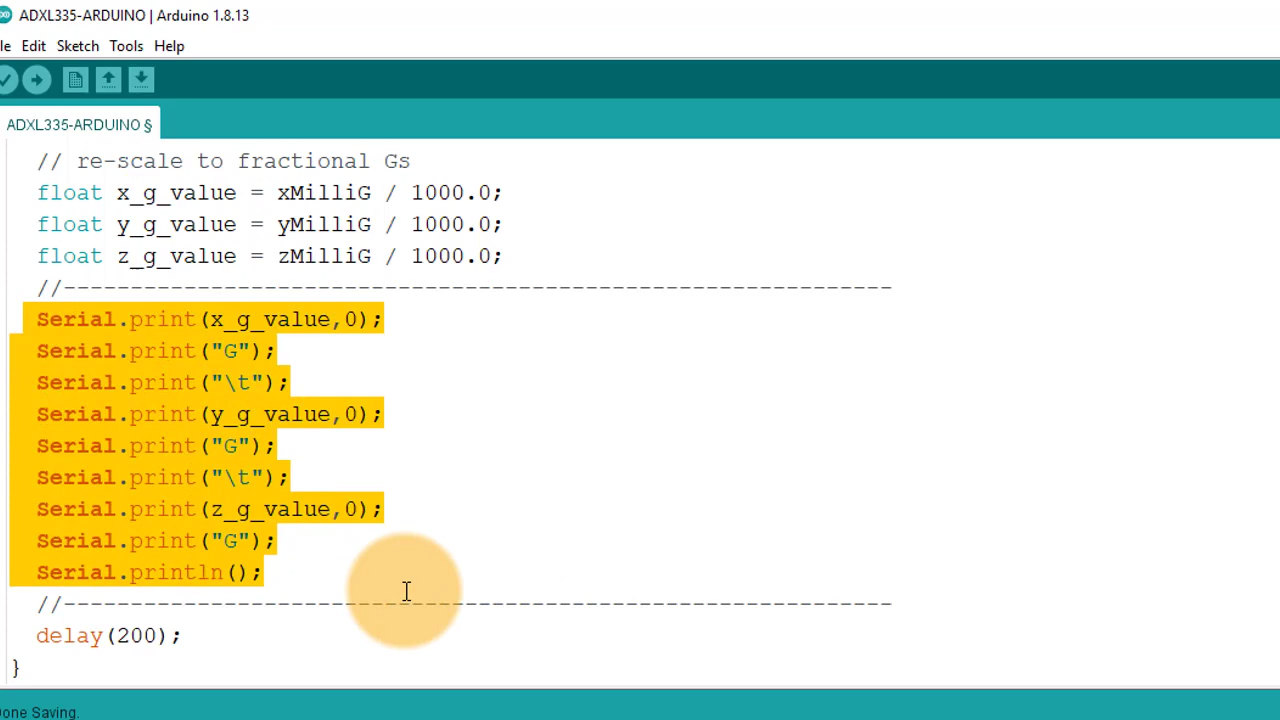 ADXL335-ARDUINO | Arduino 1.8.13
le Edit Sketch Tools Help
ADXL335-ARDUINO §
// re-scale to fractional Gs
float x_g_value = xMilliG / 1000.0;
float y_g_value = yMilliG / 1000.0;
float z_g_value = zMilliG / 1000.0;
//--------------------------------------------------------------
Serial.print(x_g_value,0);
Serial.print("G");
Serial.print("\t");
Serial.print(y_g_value,0);
Serial.print("G");
Serial.print("\t");
Serial.print(z_g_value,0);
Serial.print("G");
Serial.println();
//--------------------------------------------------------------
delay(200);
}
one Saving.